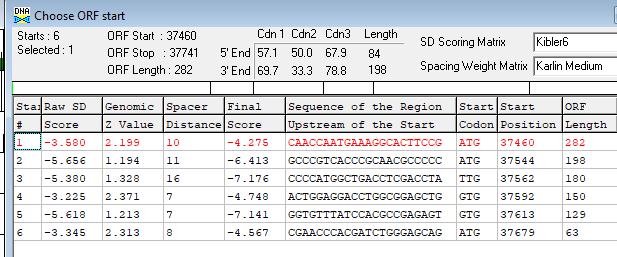 Choose ORF start
Starts : 6 ORF Start : 37460 Cdn 1 Cdn2 Cdn3 Length
Selected : 1 ORF Stop : 37741 5' End 57.1 50.0 67.9 84 SD Scoring Matrix Kibler6
ORF Length : 282 3' End 69.7 33.3 78.8 198 Spacing Weight Matrix Karlin Medium
Star Raw SD Genomic Spacer Final Sequence of the Region Start Start ORF
# Score Z Value Distance Score Upstream of the Start Codon Position Length
1 -3.580 2.199 10 -4.275 CAACCAATGAAAGGCACTTCCG ATG 37460 282
2 -5.656 1.194 11 -6.413 GCCCGTCACCCGCAACGCCCCC ATG 37544 198
3 -5.380 1.328 16 -7.176 CCCCATGGCTGACCTCGACCTA TTG 37562 180
4 -3.225 2.371 7 -4.748 ACTGGAGGACCTGGCGAGCTG GTG 37592 150
5 -5.618 1.213 7 -7.141 GGTGTTTATCCACGCCGAGAGT GTG 37613 129
6 -3.345 2.313 8 -4.567 CGAACCCACGATCTGGGAGCAG ATG 37679 63